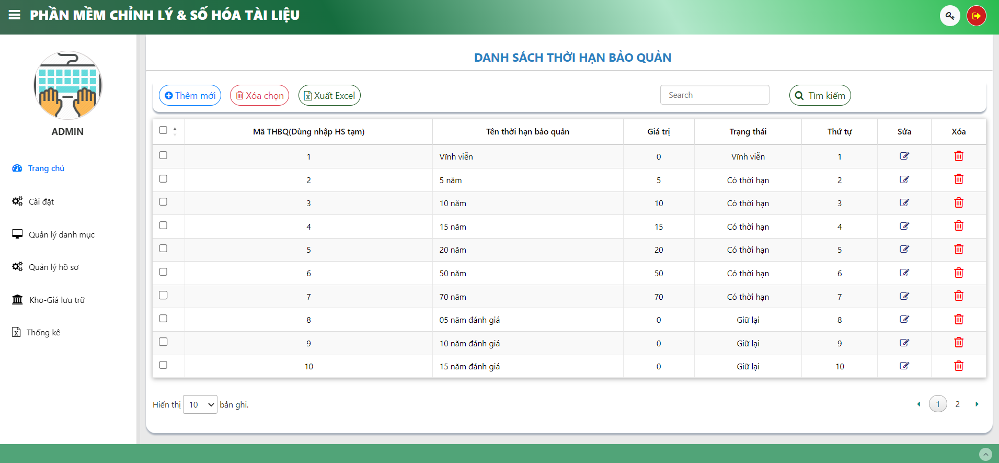 PHẦN MỀM CHỈNH LÝ & SỐ HÓA TÀI LIỆU
ADMIN
Trang chủ
Cài đặt
Quản lý danh mục
Quản lý hồ sơ
Kho-Giá lưu trữ
Thống kê
DANH SÁCH THỜI HẠN BẢO QUẢN
Thêm mới Xóa chọn Xuất Excel Search Tìm kiếm
Mã THBQ(Dùng nhập HS tạm) Tên thời hạn bảo quản Giá trị Trạng thái Thứ tự Sửa Xóa
1 Vĩnh viễn 0 Vĩnh viễn 1
2 5 năm 5 Có thời hạn 2
3 10 năm 10 Có thời hạn 3
4 15 năm 15 Có thời hạn 4
5 20 năm 20 Có thời hạn 5
6 50 năm 50 Có thời hạn 6
7 70 năm 70 Có thời hạn 7
8 05 năm đánh giá 0 Giữ lại 8
9 10 năm đánh giá 0 Giữ lại 9
10 15 năm đánh giá 0 Giữ lại 10
Hiển thị 10 bản ghi. 1 2